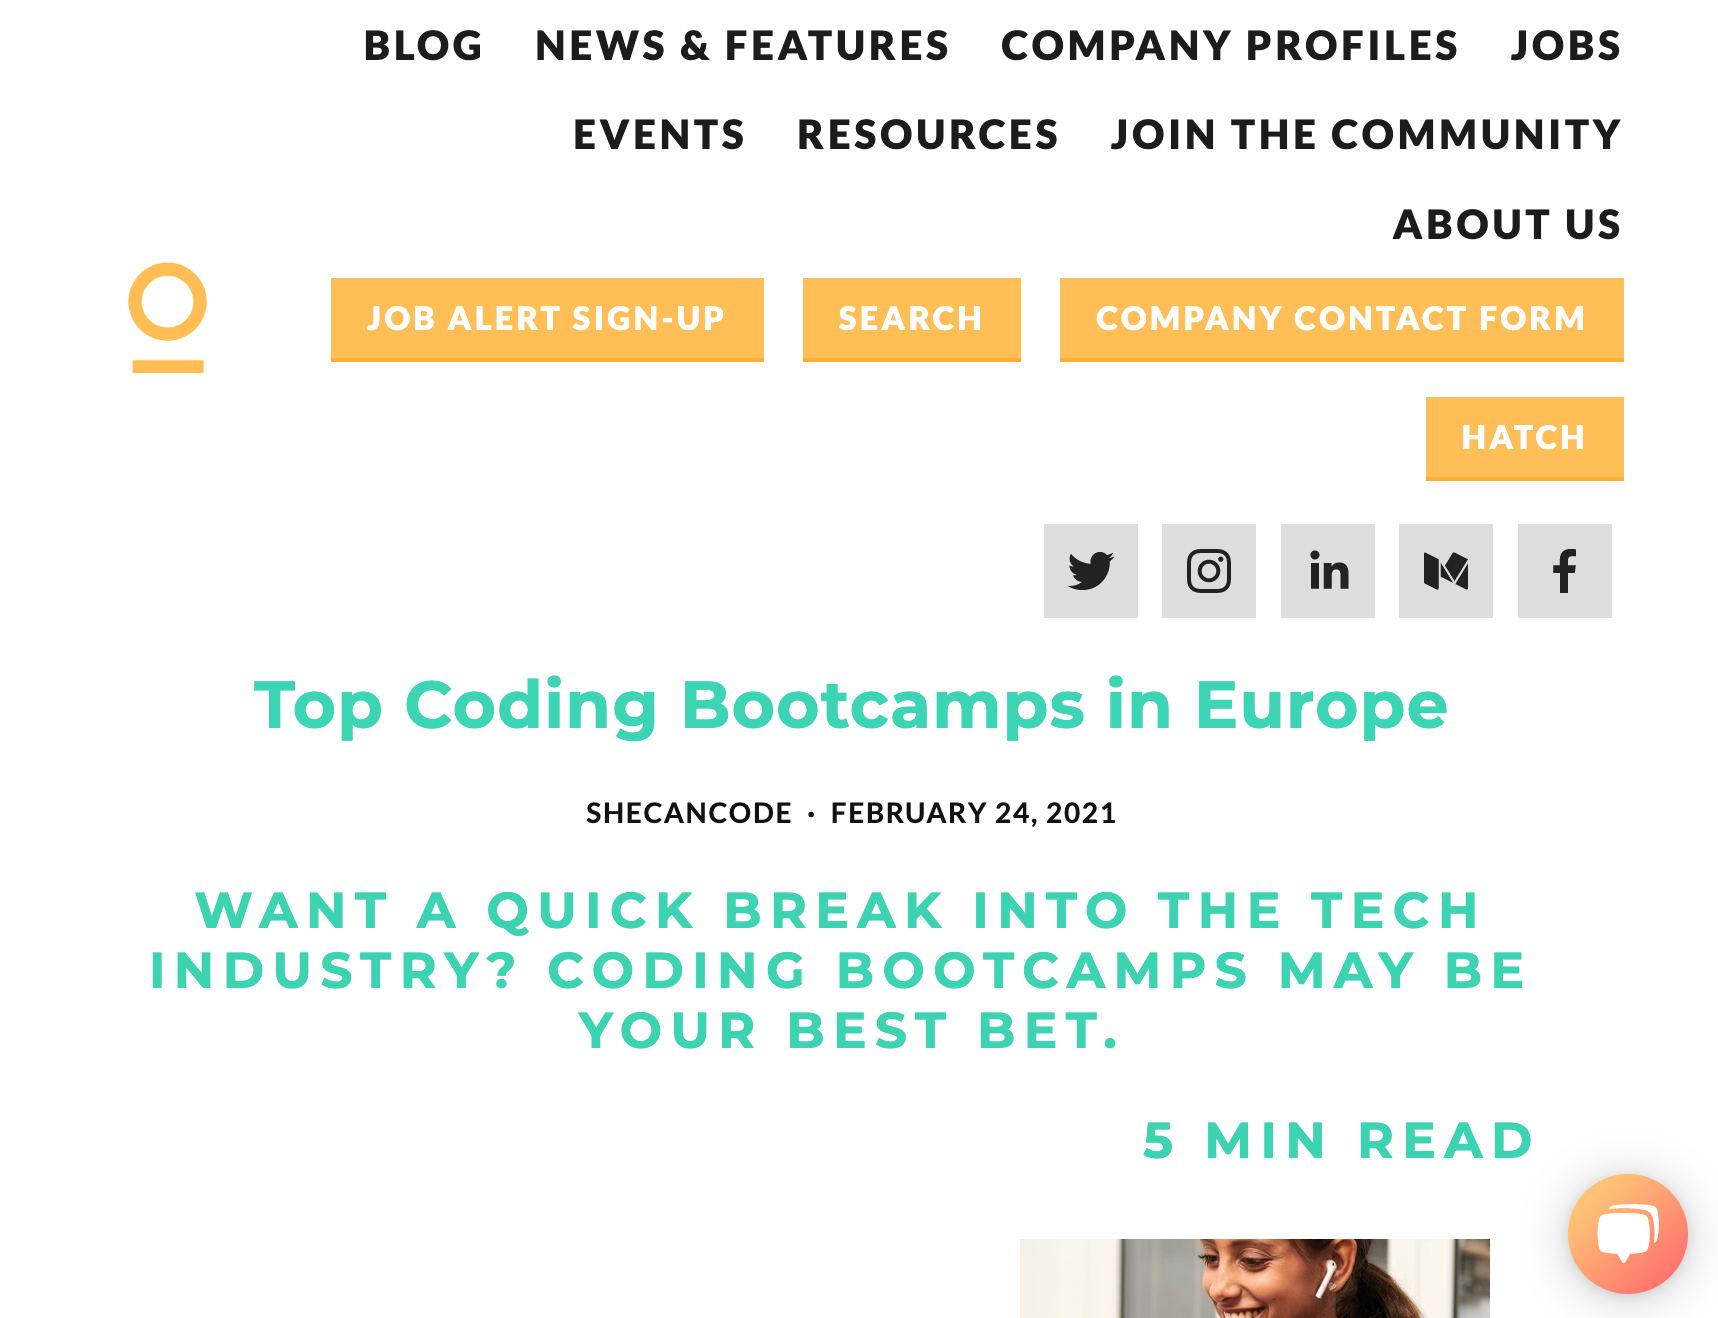 BLOG NEWS & FEATURES COMPANY PROFILES JOBS
EVENTS RESOURCES JOIN THE COMMUNITY
ABOUT US
JOB ALERT SIGN-UP SEARCH COMPANY CONTACT FORM
HATCH
Top Coding Bootcamps in Europe
SHECANCODE · FEBRUARY 24, 2021
WANT A QUICK BREAK INTO THE TECH
INDUSTRY? CODING BOOTCAMPS MAY BE
YOUR BEST BET.
5 MIN READ